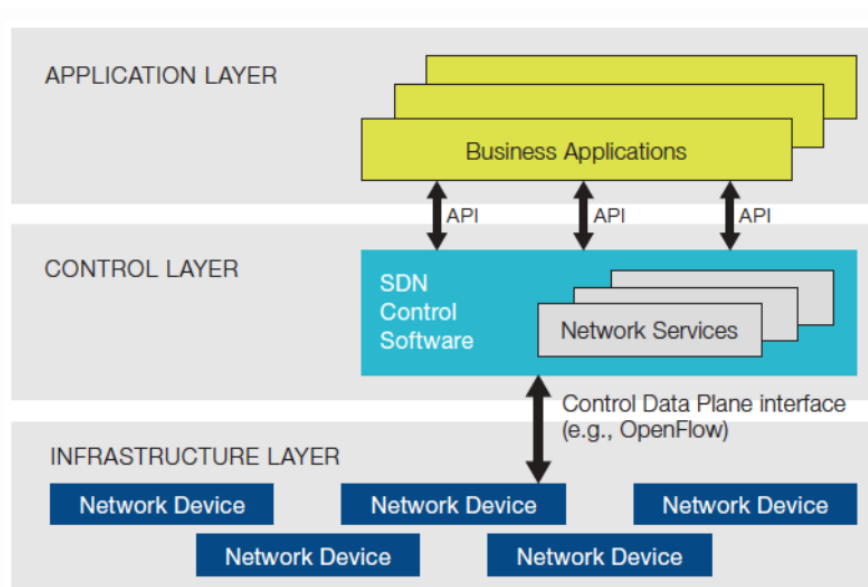 APPLICATION LAYER
Business Applications
API
API
API
CONTROL LAYER
SDN
Control
Software
Network Services
Control Data Plane interface
(e.g., OpenFlow)
INFRASTRUCTURE LAYER
Network Device
Network Device
Network Device
Network Device
Network Device